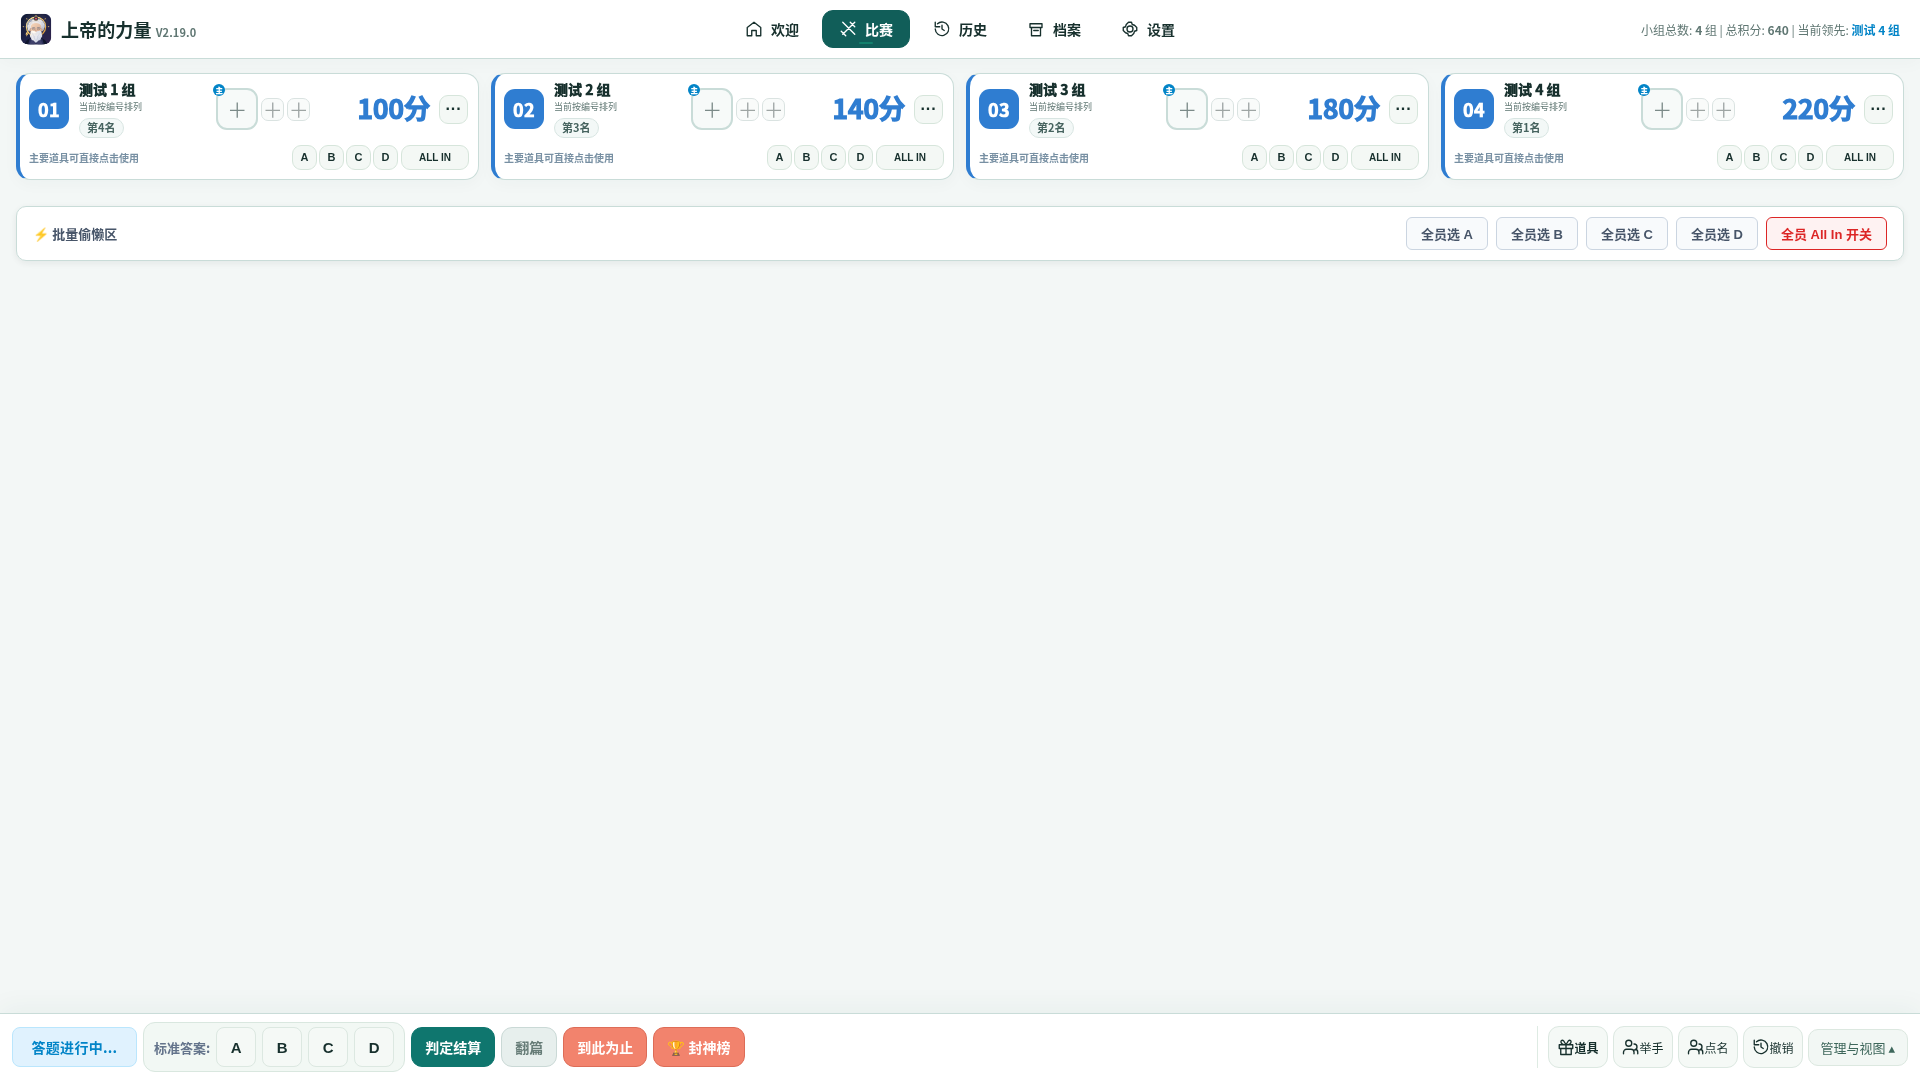 上帝的力量 V2.19.0
欢迎
比赛
历史
档案
设置
小组总数: 4 组 | 总积分: 640 | 当前领先: 测试 4 组
01
测试 1 组
当前按编号排列
第4名
主
100分
主要道具可直接点击使用
A B C D ALL IN
02
测试 2 组
当前按编号排列
第3名
主
140分
主要道具可直接点击使用
A B C D ALL IN
03
测试 3 组
当前按编号排列
第2名
主
180分
主要道具可直接点击使用
A B C D ALL IN
04
测试 4 组
当前按编号排列
第1名
主
220分
主要道具可直接点击使用
A B C D ALL IN
⚡ 批量偷懒区
全员选 A
全员选 B
全员选 C
全员选 D
全员 All In 开关
答题进行中...
标准答案: A B C D
判定结算
翻篇
到此为止
🏆 封神榜
道具
举手
点名
撤销
管理与视图 ▴